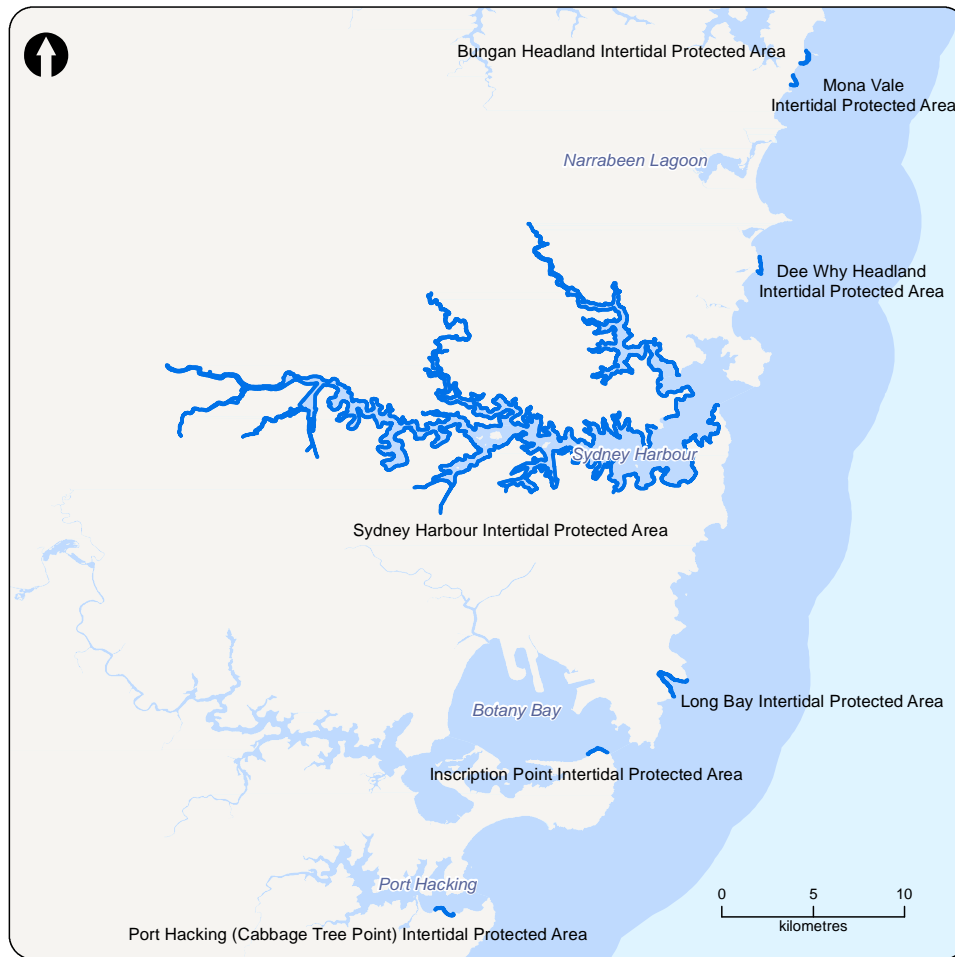 Bungan Headland Intertidal Protected Area
Mona Vale
Intertidal Protected Area
Narrabeen Lagoon
Dee Why Headland
Intertidal Protected Area
Sydney Harbour
Sydney Harbour Intertidal Protected Area
Long Bay Intertidal Protected Area
Botany Bay
Inscription Point Intertidal Protected Area
Port Hacking
0 5 10
kilometres
Port Hacking (Cabbage Tree Point) Intertidal Protected Area